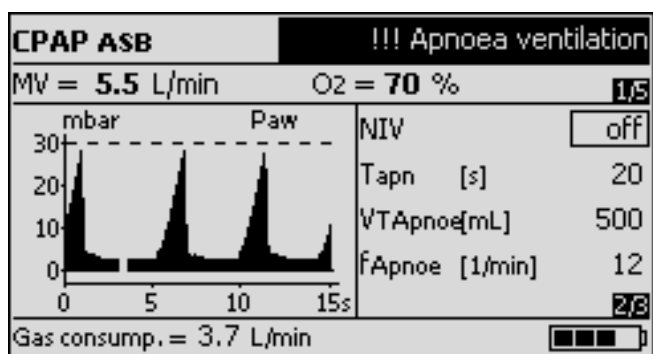 CPAP ASB !!! Apnoea ventilation
MV = 5.5 L/min O2 = 70 % 1/5
mbar Paw
30
20
10
0
0 5 10 15s
NIV off
Tapn [s] 20
VTApnoe[mL] 500
fApnoe [1/min] 12
2/3
Gas consump. = 3.7 L/min